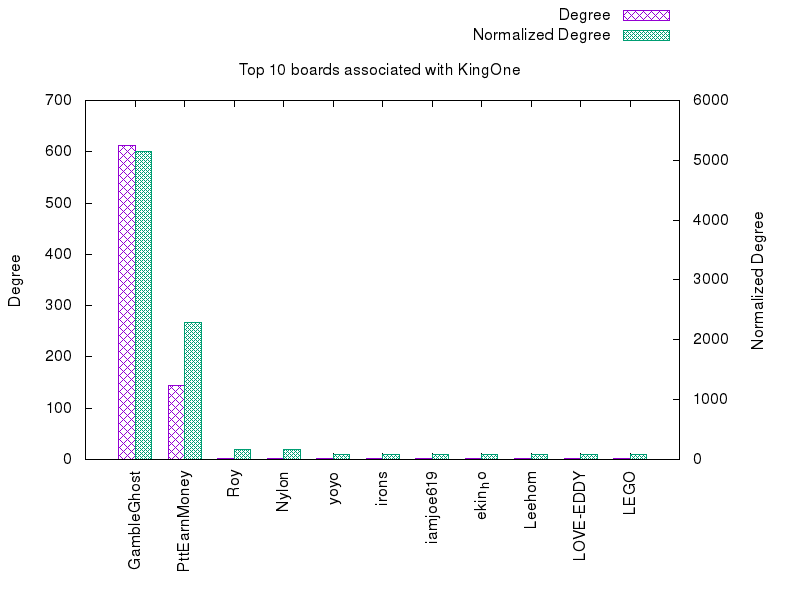 Degree
Normalized Degree
Top 10 boards associated with KingOne
700 6000
600 5000
500 4000
400 3000
300 2000
200 1000
100 0
0
Degree
Normalized Degree
GambleGhost
PttEarnMoney
Roy
Nylon
yoyo
irons
iamjoe619
ekinho
Leehom
LOVE-EDDY
LEGO